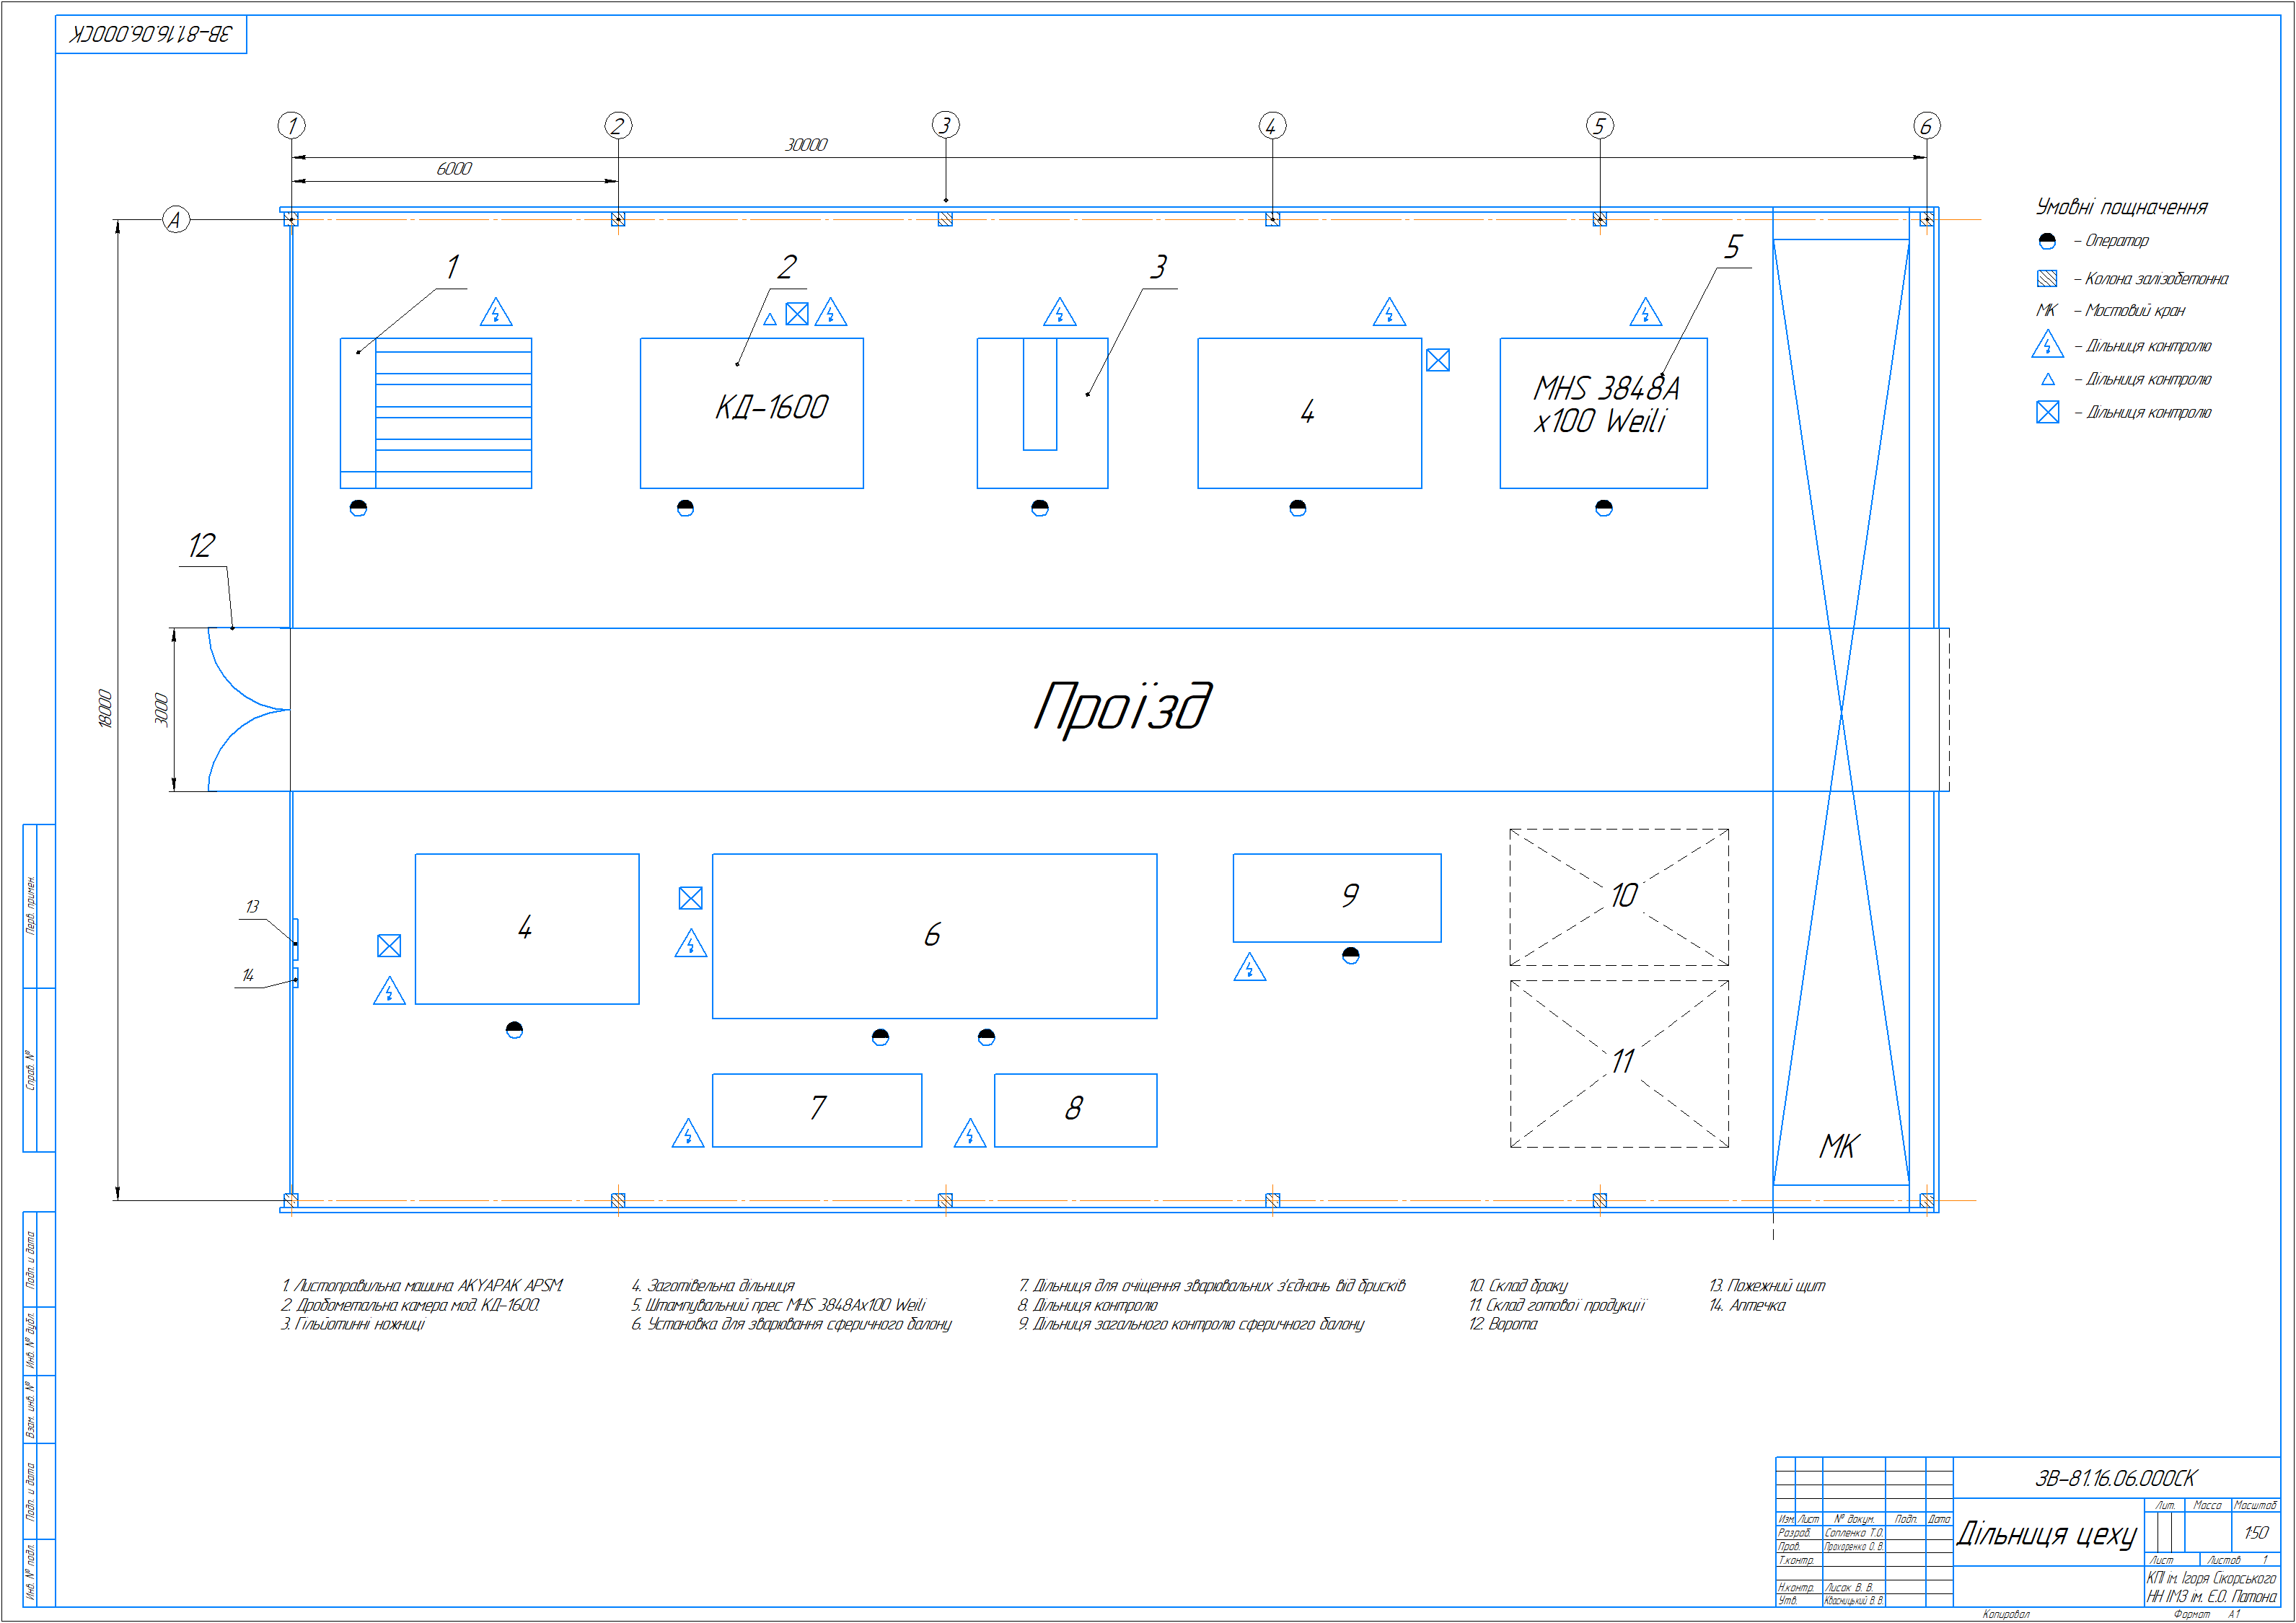 ЗВ-81.16.06.000СК
1
2
3
4
5
6
30000
6000
А
Умовні пощначення
- Оператор
- Колона залізобетонна
МК - Мостовий кран
- Дільниця контролю
- Дільниця контролю
- Дільниця контролю
1
2
3
5
КД-1600
4
MHS 3848A
x100 Weili
12
18000
3000
Проїзд
13
14
4
6
9
10
11
7
8
МК
1. Листоправильна машина AKYAPAK APSM.
2. Дробометальна камера мод. КД-1600.
3. Гільйотинні ножниці
4. Заготівельна дільниця
5. Штампувальний прес MHS 3848Ax100 Weili
6. Установка для зварювання сферичного балону
7. Дільниця для очіщення зварювальних з'єднань від брисків
8. Дільниця контролю
9. Дільниця загального контролю сферичного балону
10. Склад браку
11. Склад готової продукції
12. Ворота
13. Пожежний щит
14. Аптечка
Перв. примен.
Справ. №
Подп. и дата
Инв. № дубл.
Взам. инв. №
Подп. и дата
Инв. № подл.
ЗВ-81.16.06.000СК
Изм. Лист № докум. Подп. Дата
Разраб. Сопленко Т.О.
Пров. Прохоренко О. В.
Т.контр.
Н.контр. Лисак В. В.
Утв. Квасницький В. В.
Дільниця цеху
Лит. Масса Масштаб
1:50
Лист Листов 1
КПІ ім. Ігоря Сікорського
НН ІМЗ ім. Е.О. Патона
Копировал Формат А1